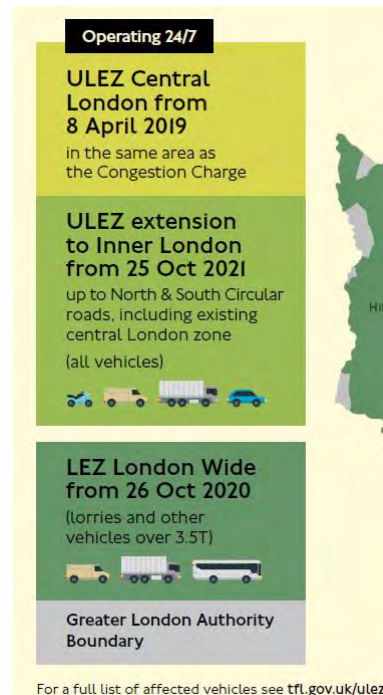 Operating 24/7
ULEZ Central
London from
8 April 2019
in the same area as
the Congestion Charge
ULEZ extension
to Inner London
from 25 Oct 2021
up to North & South Circular
roads, including existing
central London zone
(all vehicles)
LEZ London Wide
from 26 Oct 2020
(lorries and other
vehicles over 3.5T)
Greater London Authority
Boundary
For a full list of affected vehicles see tfl.gov.uk/ulez